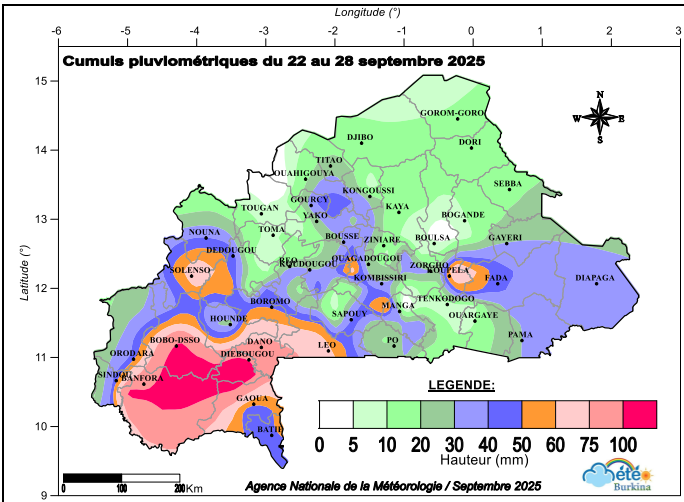 Longitude (°)
-6 -5 -4 -3 -2 -1 0 1 2 3
Cumuls pluviométriques du 22 au 28 septembre 2025
15
14
13
12
11
10
9
Latitude (°)
N
W E
S
GOROM-GORO
DJIBO
DORI
TITAO
OUAHIGOUYA
SEBBA
KONGOUSSI
GOURCY
TOUGAN
KAYA
YAKO
BOGANDE
TOMA
NOUNA
BOUSSE
ZINIARE
BOULSA
GAYERI
DEDOUGOU
REO
OUAGADOUGOU
KOUDOUGOU
ZORGHO
KOUPELA
SOLENSO
KOMBISSIRI
FADA
DIAPAGA
BOROMO
MANGA
TENKODOGO
HOUNDE
SAPOUY
OUARGAYE
PAMA
BOBO-DSSO
DANO
LEO
PO
ORODARA
DIEBOUGOU
SINDOU
BANFORA
GAOUA
BATIE
LEGENDE:
0 5 10 20 30 40 50 60 75 100
Hauteur (mm)
0 100 200 Km
Agence Nationale de la Météorologie / Septembre 2025
Météo
Burkina